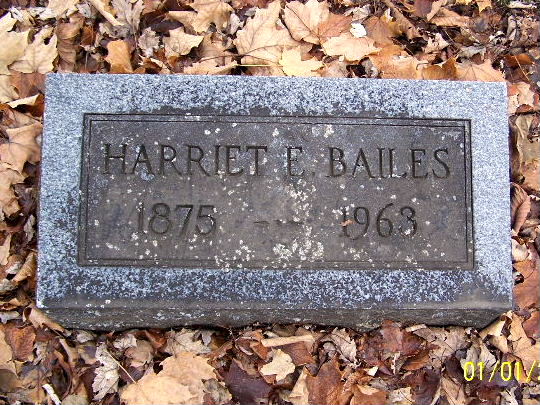 HARRIET E. BAILES
1875 -- 1963
01/01/